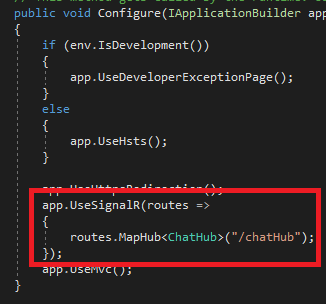 public void Configure(IApplicationBuilder app
{
if (env.IsDevelopment())
{
app.UseDeveloperExceptionPage();
}
else
{
app.UseHsts();
}
app.UseHttpsRedirection();
app.UseSignalR(routes =>
{
routes.MapHub<ChatHub>("/chatHub");
});
app.UseMvc();
}